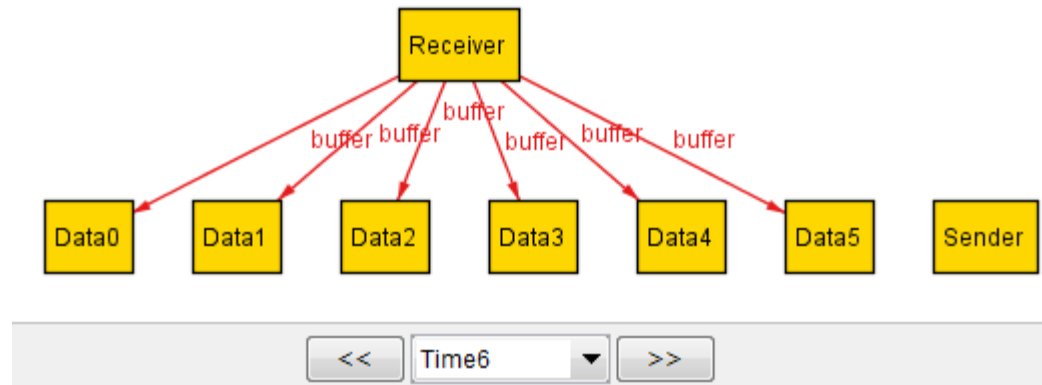 Receiver
buffer
buffer buffer buffer buffer buffer
Data0 Data1 Data2 Data3 Data4 Data5 Sender
<< Time6 >>